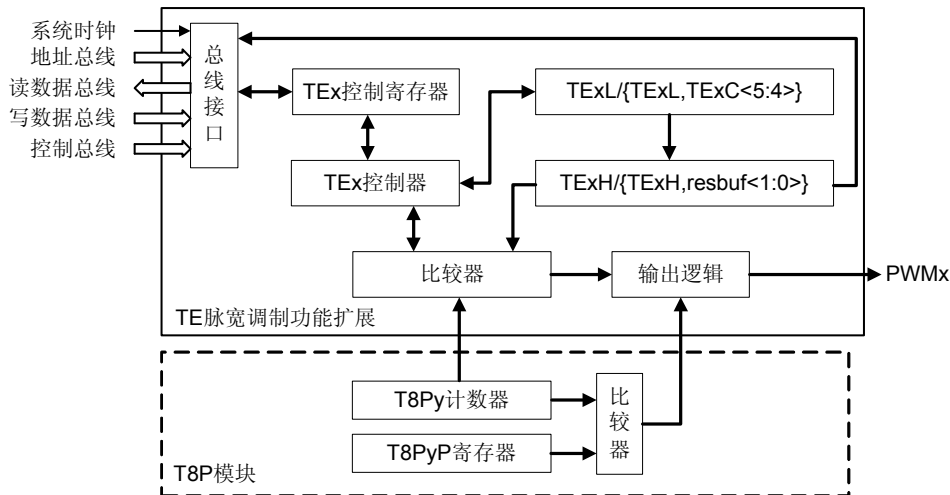 系统时钟
地址总线
读数据总线
写数据总线
控制总线
总线接口
TEx控制寄存器
TExL/{TExL,TExC<5:4>}
TEx控制器
TExH/{TExH,resbuf<1:0>}
比较器
输出逻辑
PWMx
TE脉宽调制功能扩展
T8Py计数器
比较器
T8PyP寄存器
T8P模块